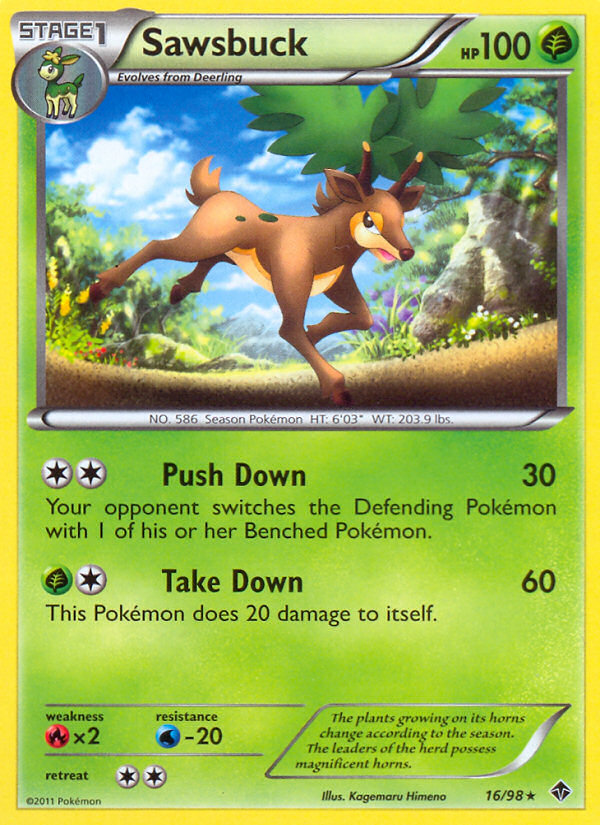 STAGE1
Sawsbuck
HP100
Evolves from Deerling
NO. 586 Season Pokémon HT: 6'03" WT: 203.9 lbs.
Push Down 30
Your opponent switches the Defending Pokémon
with 1 of his or her Benched Pokémon.
Take Down 60
This Pokémon does 20 damage to itself.
weakness
×2
resistance
-20
retreat
The plants growing on its horns
change according to the season.
The leaders of the herd possess
magnificent horns.
©2011 Pokémon
Illus. Kagemaru Himeno
16/98★